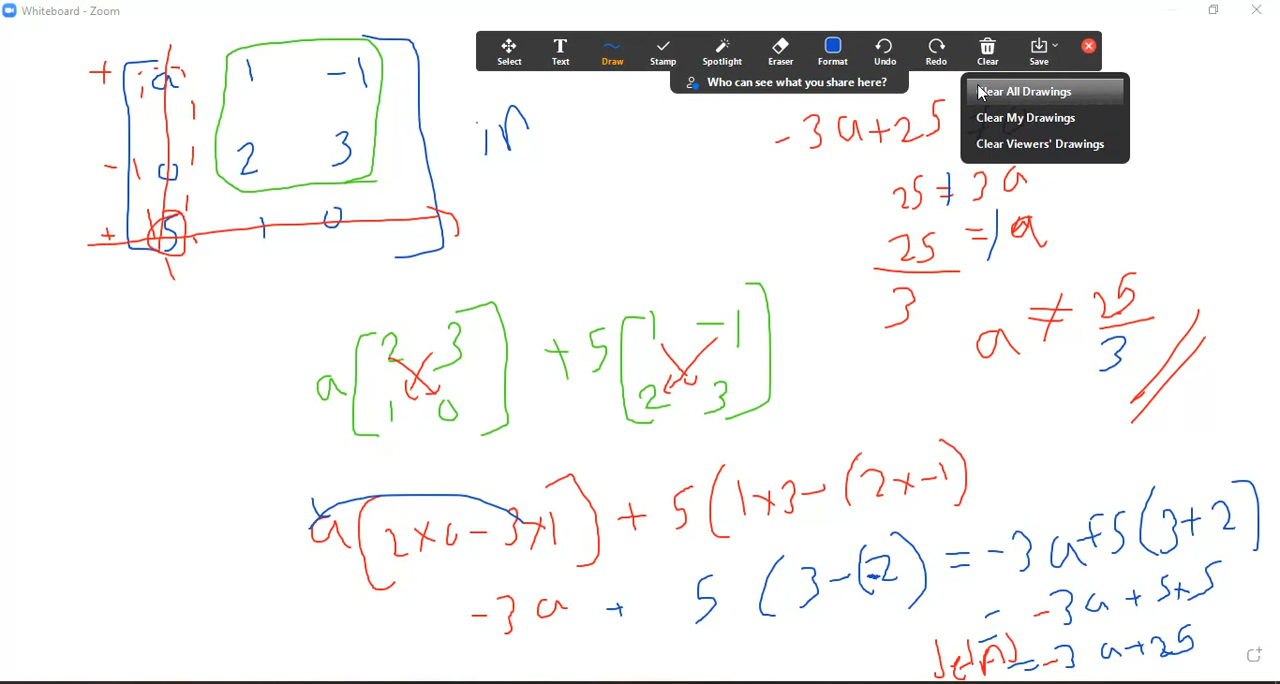 Whiteboard - Zoom
Select Text Draw Stamp Spotlight Eraser Format Undo Redo Clear Save
Who can see what you share here?
Clear All Drawings
Clear My Drawings
Clear Viewers' Drawings
+ a 1 -1
- 0 2 3
+ 5 1 0
-3a+25
25 ≠ 3a
25/3 ≠ a
a ≠ 25/3
a[2 3
1 0] + 5[1 -1
2 3]
a(2×0-3×1) + 5(1×3-(2×-1)
-3a + 5(3-(-2)) = -3a+5(3+2)
= -3a+5×5
= -3a+25